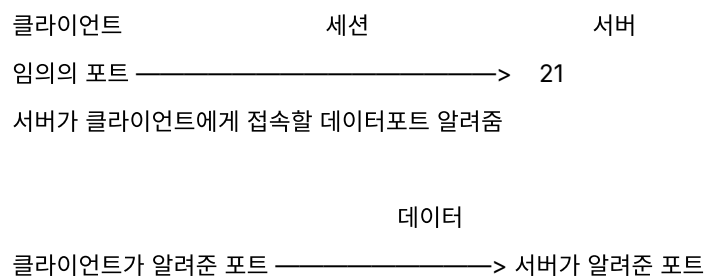 클라이언트 세션 서버
임의의 포트 ———————————————> 21
서버가 클라이언트에게 접속할 데이터포트 알려줌
데이터
클라이언트가 알려준 포트 —————————> 서버가 알려준 포트